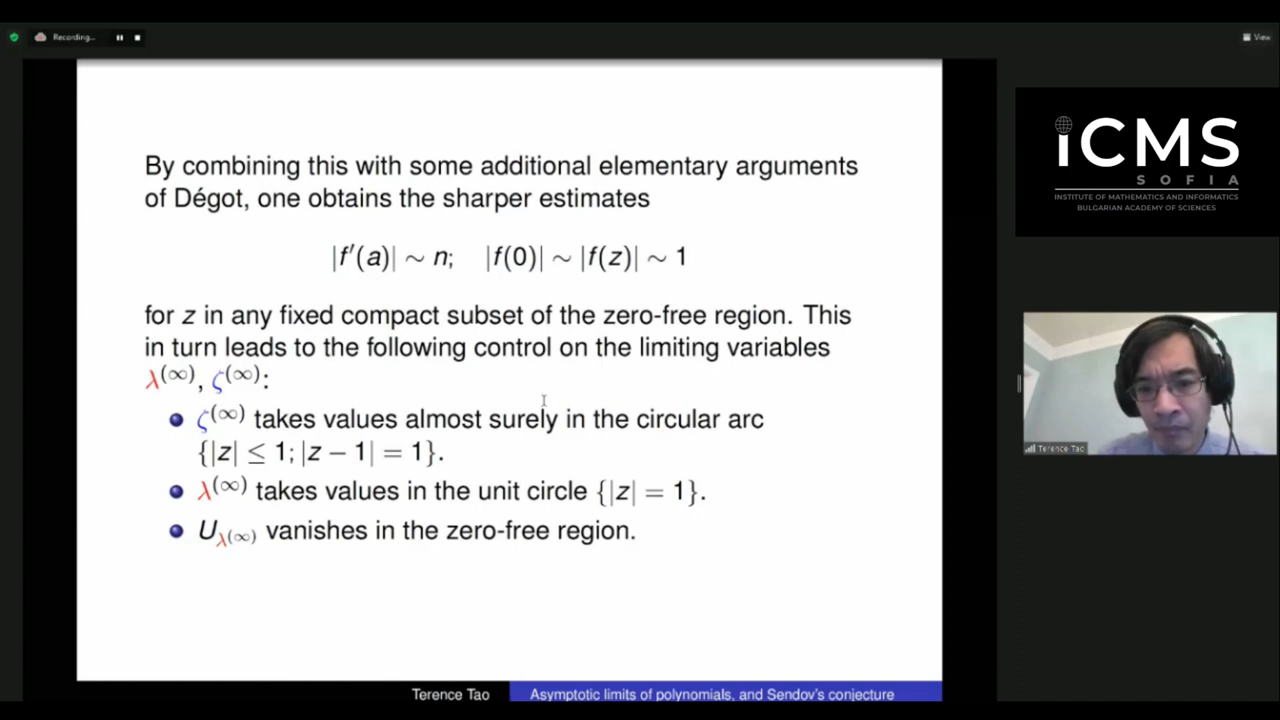 Recording...
View
By combining this with some additional elementary arguments
of Dégot, one obtains the sharper estimates
|f′(a)| ∼ n; |f(0)| ∼ |f(z)| ∼ 1
for z in any fixed compact subset of the zero-free region. This
in turn leads to the following control on the limiting variables
λ(∞), ζ(∞):
ζ(∞) takes values almost surely in the circular arc
{|z| ≤ 1; |z − 1| = 1}.
λ(∞) takes values in the unit circle {|z| = 1}.
Uλ(∞) vanishes in the zero-free region.
Terence Tao Asymptotic limits of polynomials, and Sendov's conjecture
iCMS
SOFIA
INSTITUTE OF MATHEMATICS AND INFORMATICS
BULGARIAN ACADEMY OF SCIENCES
Terence Tao